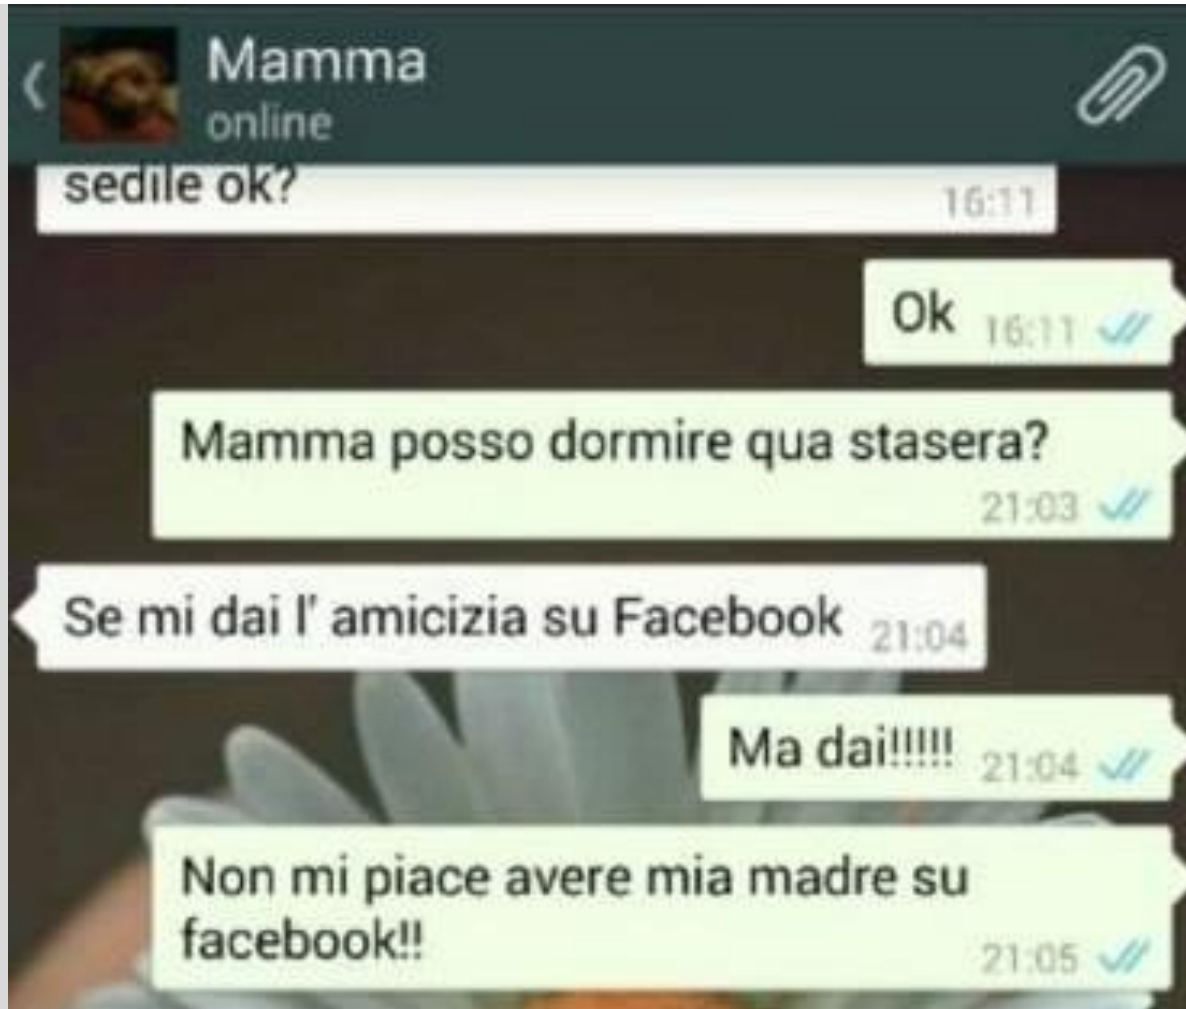 Mamma
online
sedile ok?
16:11
Ok 16:11
Mamma posso dormire qua stasera?
21:03
Se mi dai l' amicizia su Facebook 21:04
Ma dai!!!!! 21:04
Non mi piace avere mia madre su
facebook!! 21:05